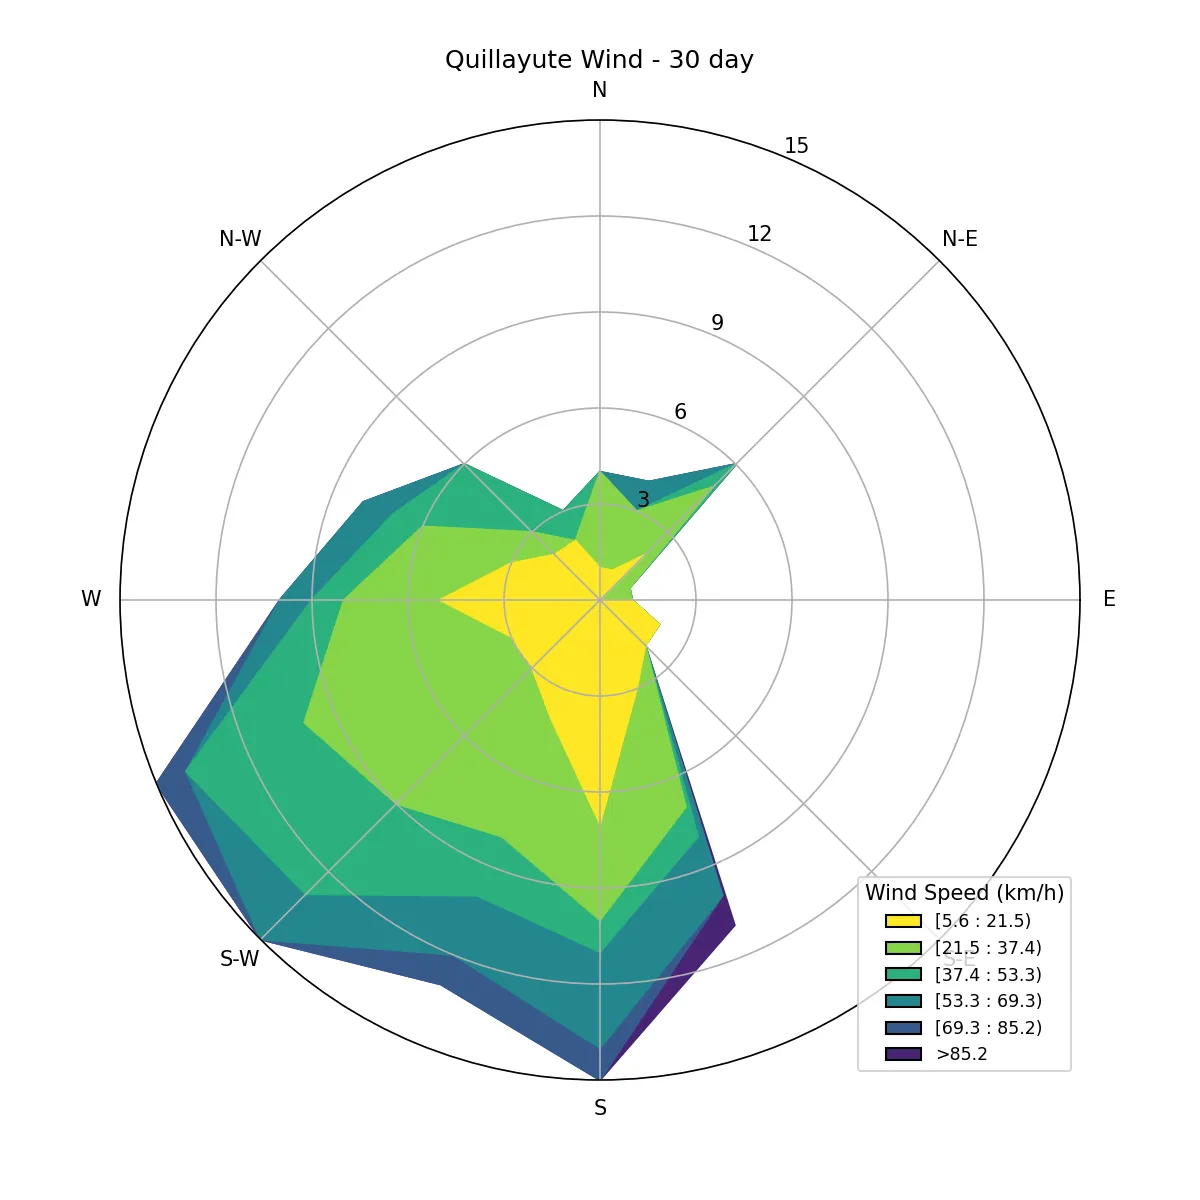 Quillayute Wind - 30 day
N
15
N-W
12
N-E
9
6
3
W
E
S-W
S-E
S
Wind Speed (km/h)
[5.6 : 21.5)
[21.5 : 37.4)
[37.4 : 53.3)
[53.3 : 69.3)
[69.3 : 85.2)
>85.2